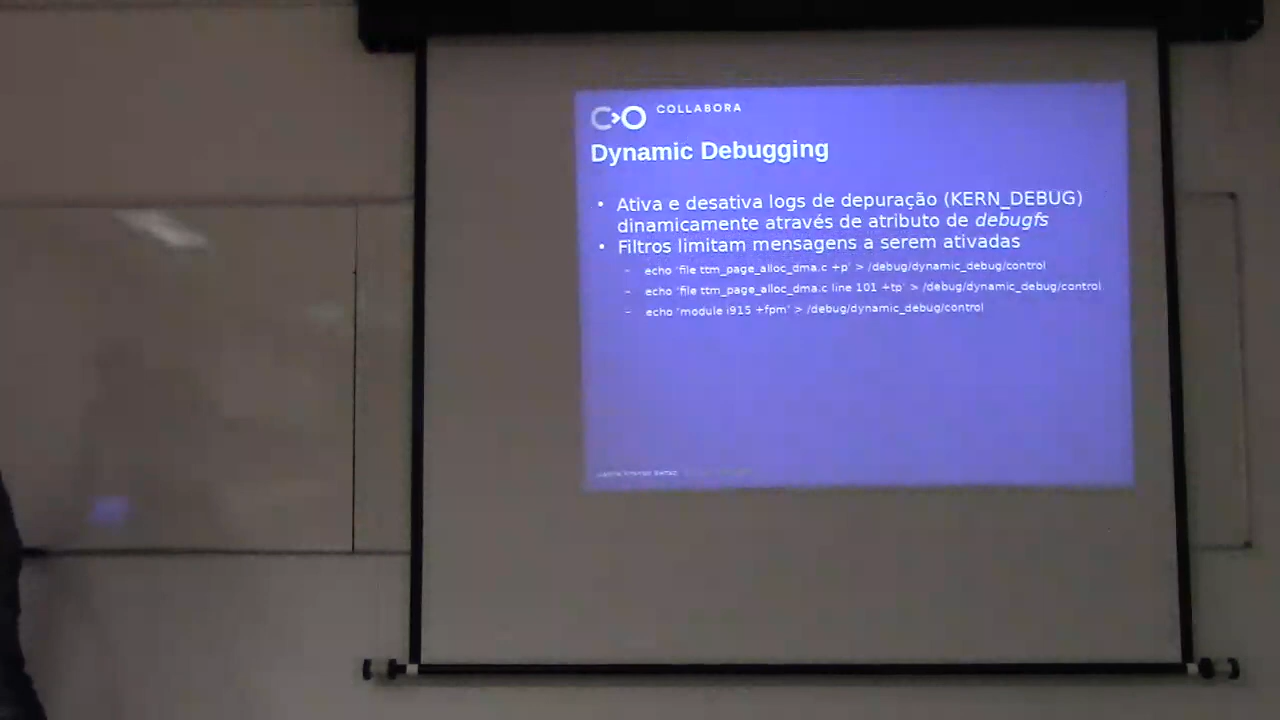 COLLABORA
Dynamic Debugging
• Ativa e desativa logs de depuração (KERN_DEBUG)
dinamicamente através de atributo de debugfs
• Filtros limitam mensagens a serem ativadas
– echo 'file ttm_page_alloc_dma.c +p' > /debug/dynamic_debug/control
– echo 'file ttm_page_alloc_dma.c line 101 +tp' > /debug/dynamic_debug/control
– echo 'module i915 +fpm' > /debug/dynamic_debug/control